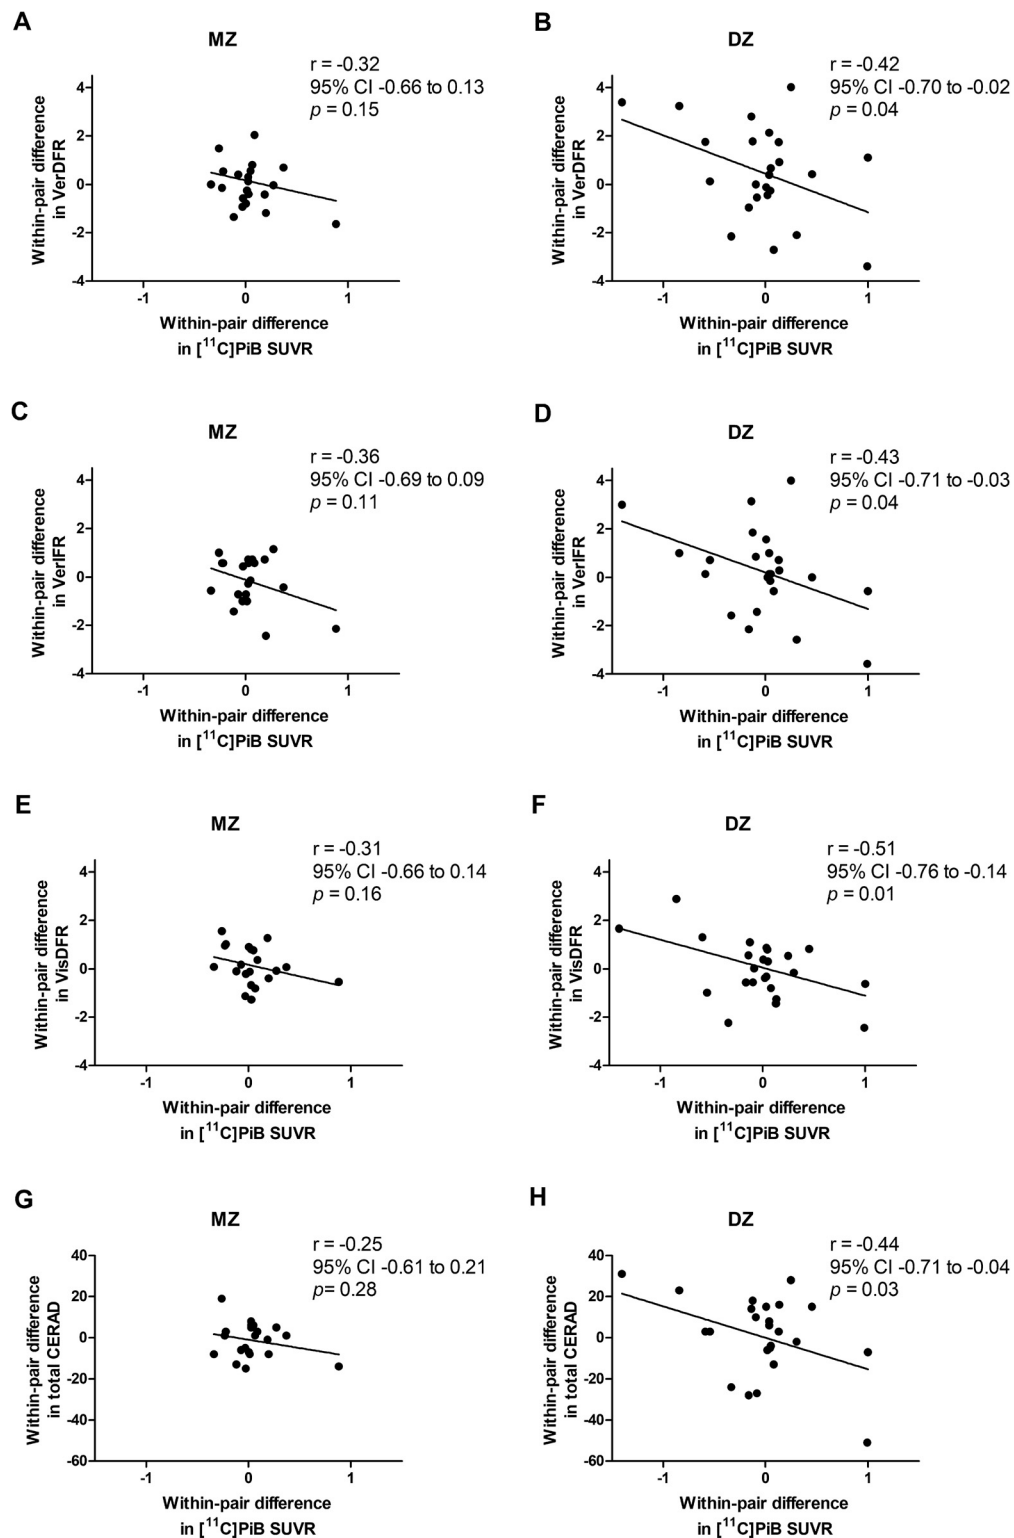 A
MZ
r = -0.32
95% CI -0.66 to 0.13
p = 0.15
Within-pair difference
in VerDFR
4
2
0
-2
-4
-1
0
1
Within-pair difference
in [¹¹C]PiB SUVR
B
DZ
r = -0.42
95% CI -0.70 to -0.02
p = 0.04
Within-pair difference
in VerDFR
4
2
0
-2
-4
-1
0
1
Within-pair difference
in [¹¹C]PiB SUVR
C
MZ
r = -0.36
95% CI -0.69 to 0.09
p = 0.11
Within-pair difference
in VerIFR
4
2
0
-2
-4
-1
0
1
Within-pair difference
in [¹¹C]PiB SUVR
D
DZ
r = -0.43
95% CI -0.71 to -0.03
p = 0.04
Within-pair difference
in VerIFR
4
2
0
-2
-4
-1
0
1
Within-pair difference
in [¹¹C]PiB SUVR
E
MZ
r = -0.31
95% CI -0.66 to 0.14
p = 0.16
Within-pair difference
in VisDFR
4
2
0
-2
-4
-1
0
1
Within-pair difference
in [¹¹C]PiB SUVR
F
DZ
r = -0.51
95% CI -0.76 to -0.14
p = 0.01
Within-pair difference
in VisDFR
4
2
0
-2
-4
-1
0
1
Within-pair difference
in [¹¹C]PiB SUVR
G
MZ
r = -0.25
95% CI -0.61 to 0.21
p= 0.28
Within-pair difference
in total CERAD
40
20
0
-20
-40
-60
-1
0
1
Within-pair difference
in [¹¹C]PiB SUVR
H
DZ
r = -0.44
95% CI -0.71 to -0.04
p = 0.03
Within-pair difference
in total CERAD
40
20
0
-20
-40
-60
-1
0
1
Within-pair difference
in [¹¹C]PiB SUVR